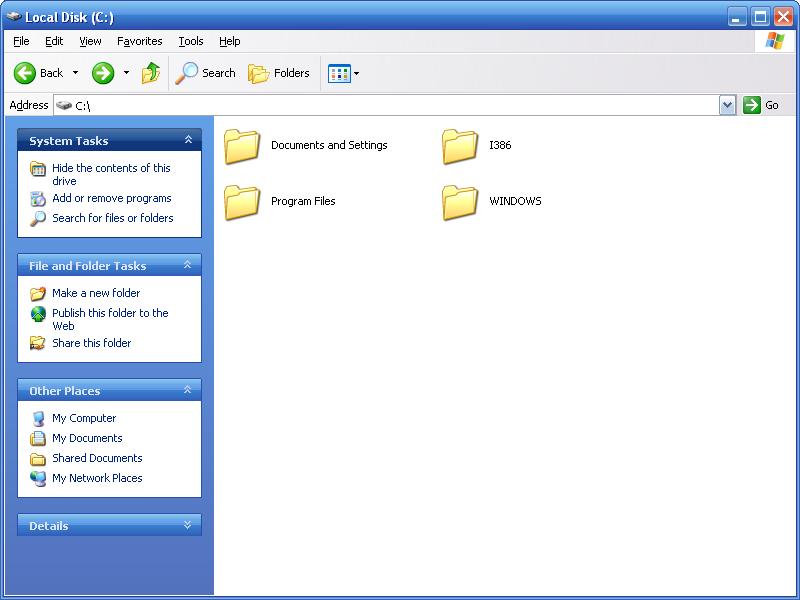 Local Disk (C:)
File Edit View Favorites Tools Help
Back Search Folders
Address C:\ Go
System Tasks
Hide the contents of this
drive
Add or remove programs
Search for files or folders
File and Folder Tasks
Make a new folder
Publish this folder to the
Web
Share this folder
Other Places
My Computer
My Documents
Shared Documents
My Network Places
Details
Documents and Settings I386
Program Files WINDOWS